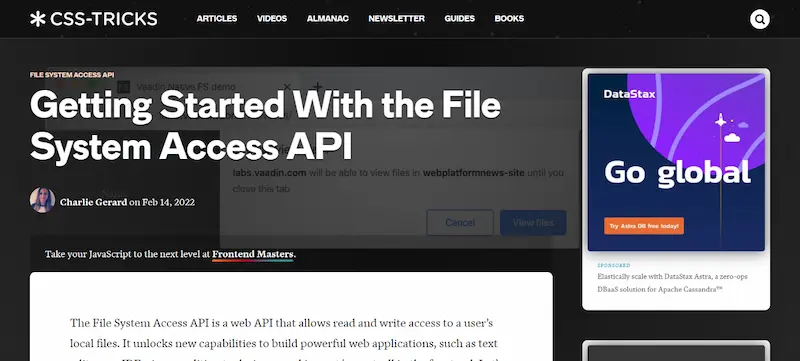 CSS-TRICKS
ARTICLES VIDEOS ALMANAC NEWSLETTER GUIDES BOOKS
FILE SYSTEM ACCESS API
Getting Started With the File
System Access API
labs.vaadin.com will be able to view files in webplatformnews-site until you
close this tab
Cancel View files
Charlie Gerard on Feb 14, 2022
Take your JavaScript to the next level at Frontend Masters.
The File System Access API is a web API that allows read and write access to a user's
local files. It unlocks new capabilities to build powerful web applications, such as text
DataStax
Go global
Try Astra DB free today!
SPONSORED
Elastically scale with DataStax Astra, a zero-ops
DBaaS solution for Apache Cassandra™